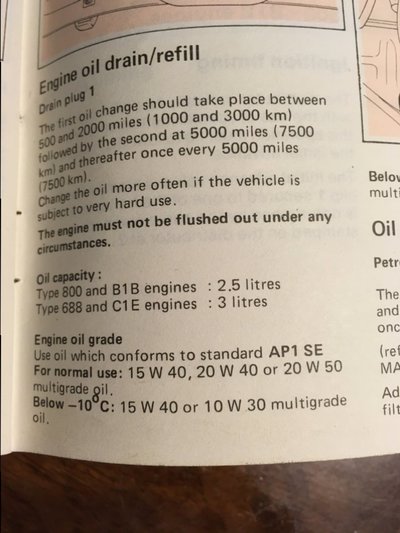 Engine oil drain/refill
Drain plug 1
The first oil change should take place between
500 and 2000 miles (1000 and 3000 km)
followed by the second at 5000 miles (7500
km) and thereafter once every 5000 miles
(7500 km).
Change the oil more often if the vehicle is
subject to very hard use.
The engine must not be flushed out under any
circumstances.
Oil capacity :
Type 800 and B1B engines : 2.5 litres
Type 688 and C1E engines : 3 litres
Engine oil grade
Use oil which conforms to standard AP1 SE
For normal use: 15 W 40, 20 W 40 or 20 W 50
multigrade oil.
Below –10°C: 15 W 40 or 10 W 30 multigrade
oil.
Below
multi
Oil
Petro
The
and
onc
(ref
MA
Ad
filt